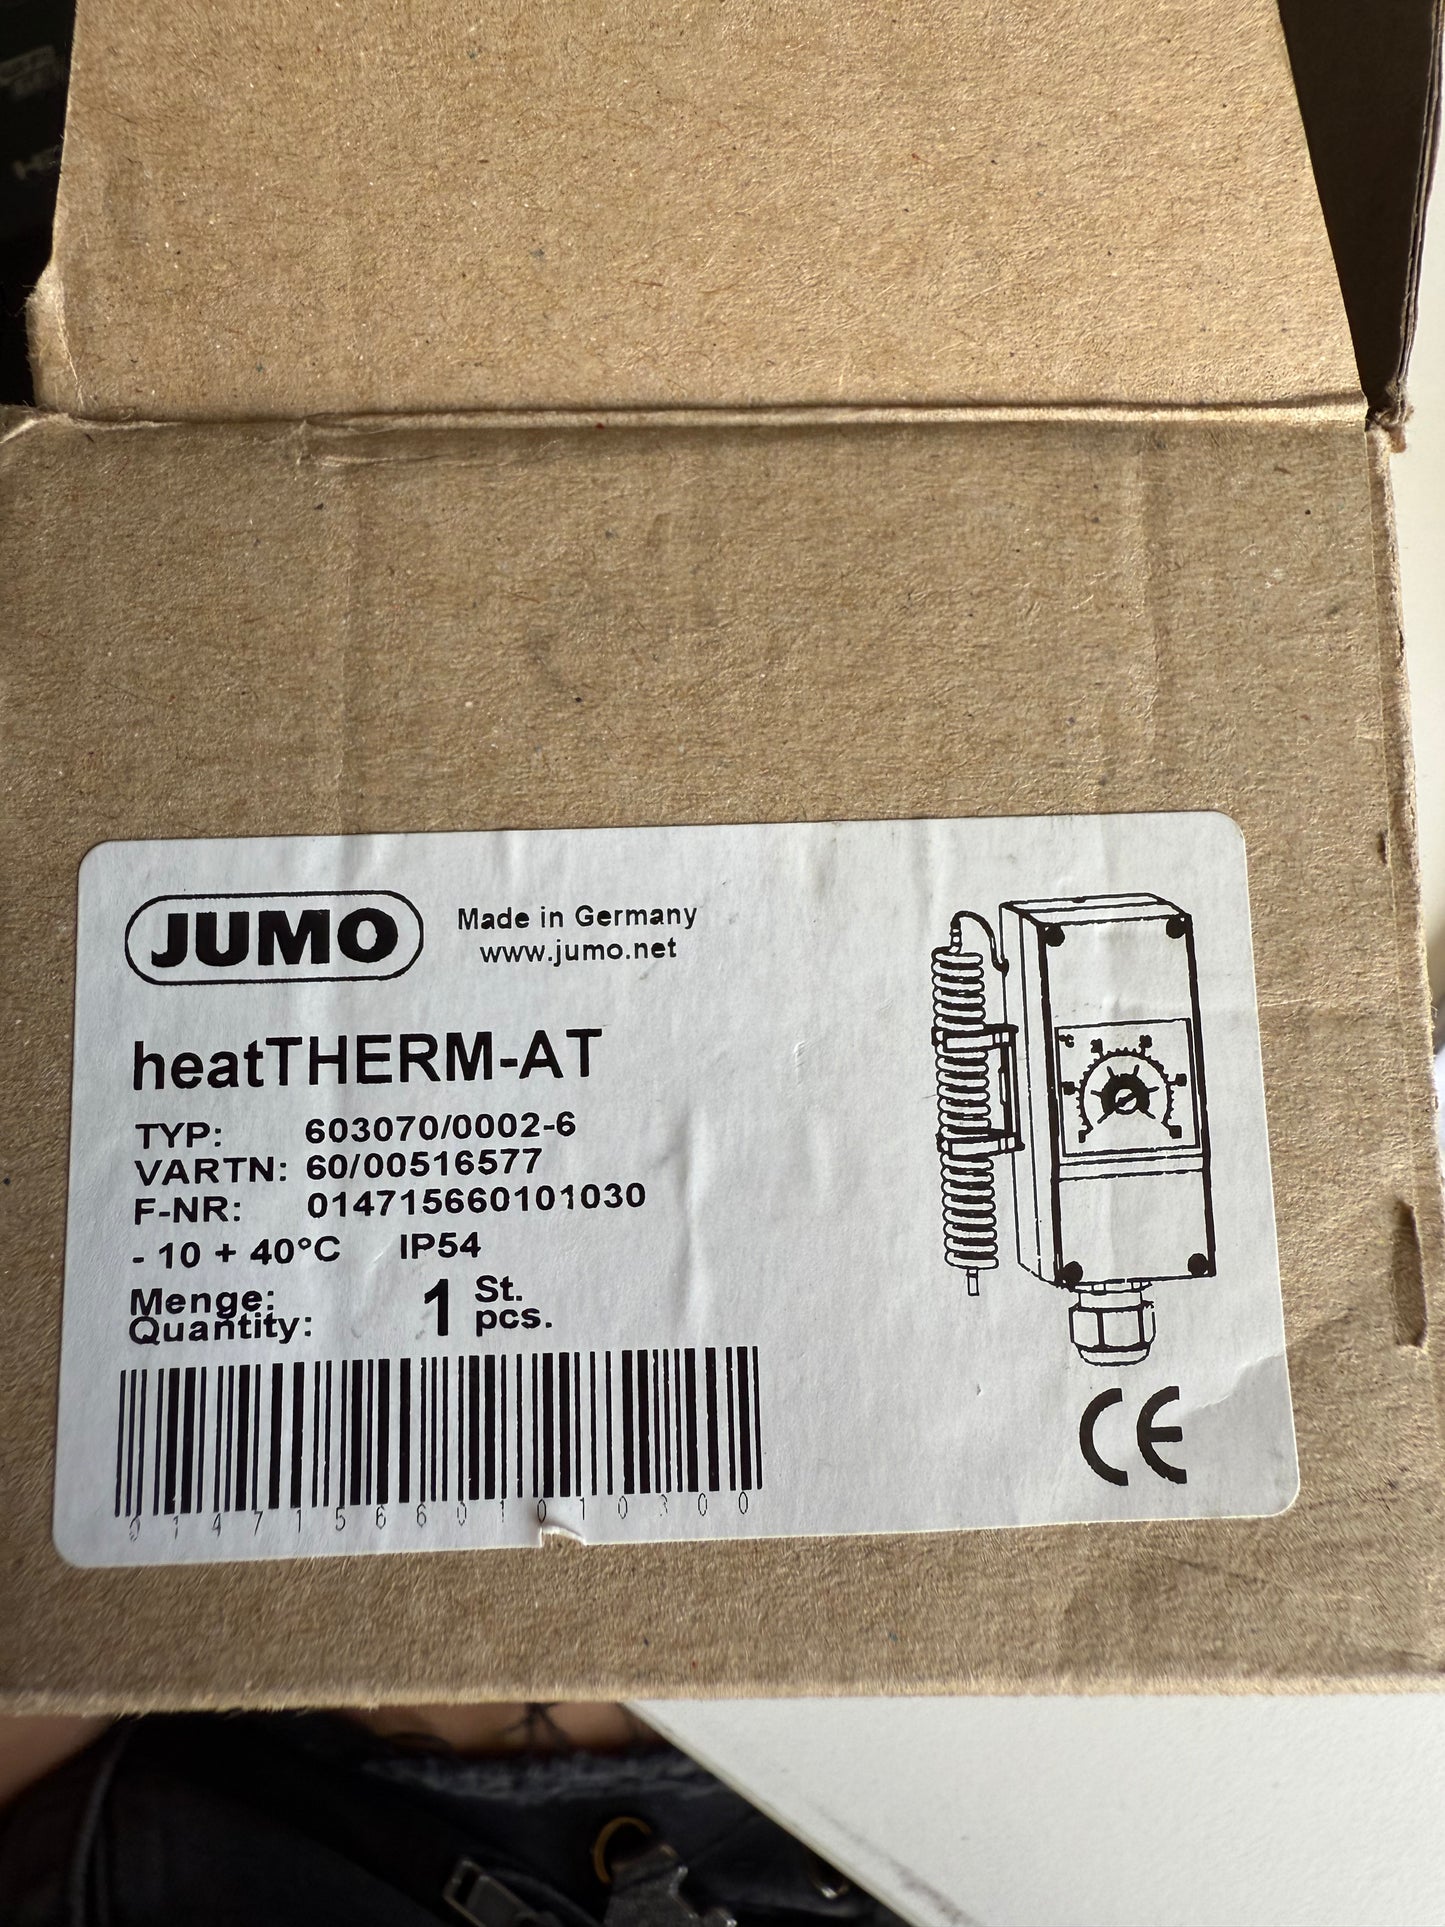 JUMO
Made in Germany
www.jumo.net
heatTHERM-AT
TYP: 603070/0002-6
VARTN: 60/00516577
F-NR: 014715660101030
- 10 + 40°C IP54
Menge: 1 St.
Quantity: pcs.
°C
0147156601010300
CE